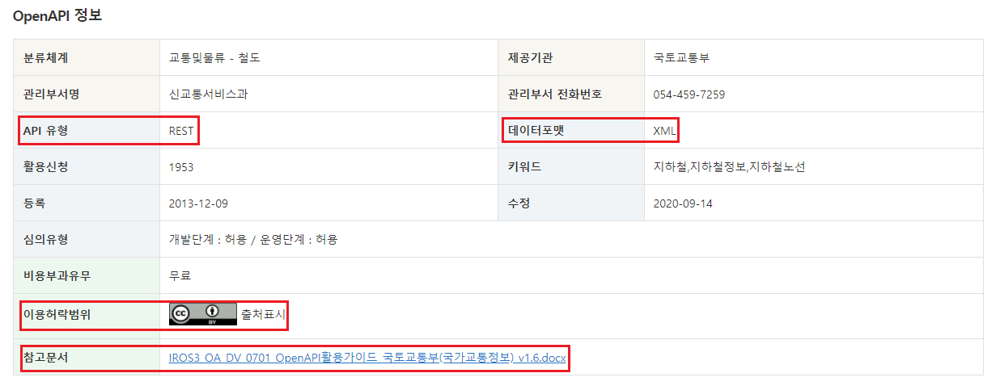 OpenAPI 정보
분류체계 교통및물류 - 철도 제공기관 국토교통부
관리부서명 신교통서비스과 관리부서 전화번호 054-459-7259
API 유형 REST 데이터포맷 XML
활용신청 1953 키워드 지하철,지하철정보,지하철노선
등록 2013-12-09 수정 2020-09-14
심의유형 개발단계 : 허용 / 운영단계 : 허용
비용부과유무 무료
이용허락범위 cc BY 출처표시
참고문서 IROS3_OA_DV_0701_OpenAPI활용가이드_국토교통부(국가교통정보)_v1.6.docx